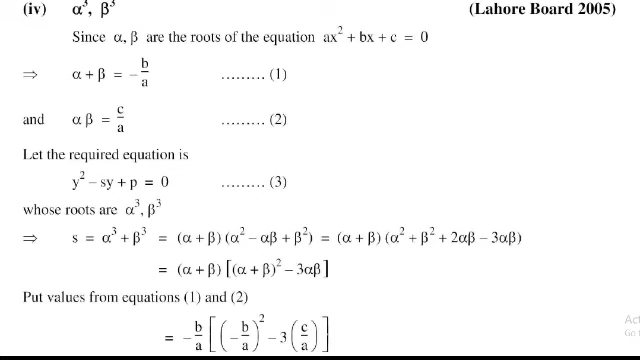 (iv) α³, β³ (Lahore Board 2005)
Since α, β are the roots of the equation ax² + bx + c = 0
⇒ α + β = −b/a ......... (1)
and α β = c/a ......... (2)
Let the required equation is
y² – sy + p = 0 ......... (3)
whose roots are α³, β³
⇒ s = α³ + β³ = (α + β) (α² – αβ + β²) = (α + β) (α² + β² + 2αβ – 3αβ)
= (α + β) [(α + β)² – 3αβ]
Put values from equations (1) and (2)
= −b/a [(−b/a)² – 3 (c/a)]